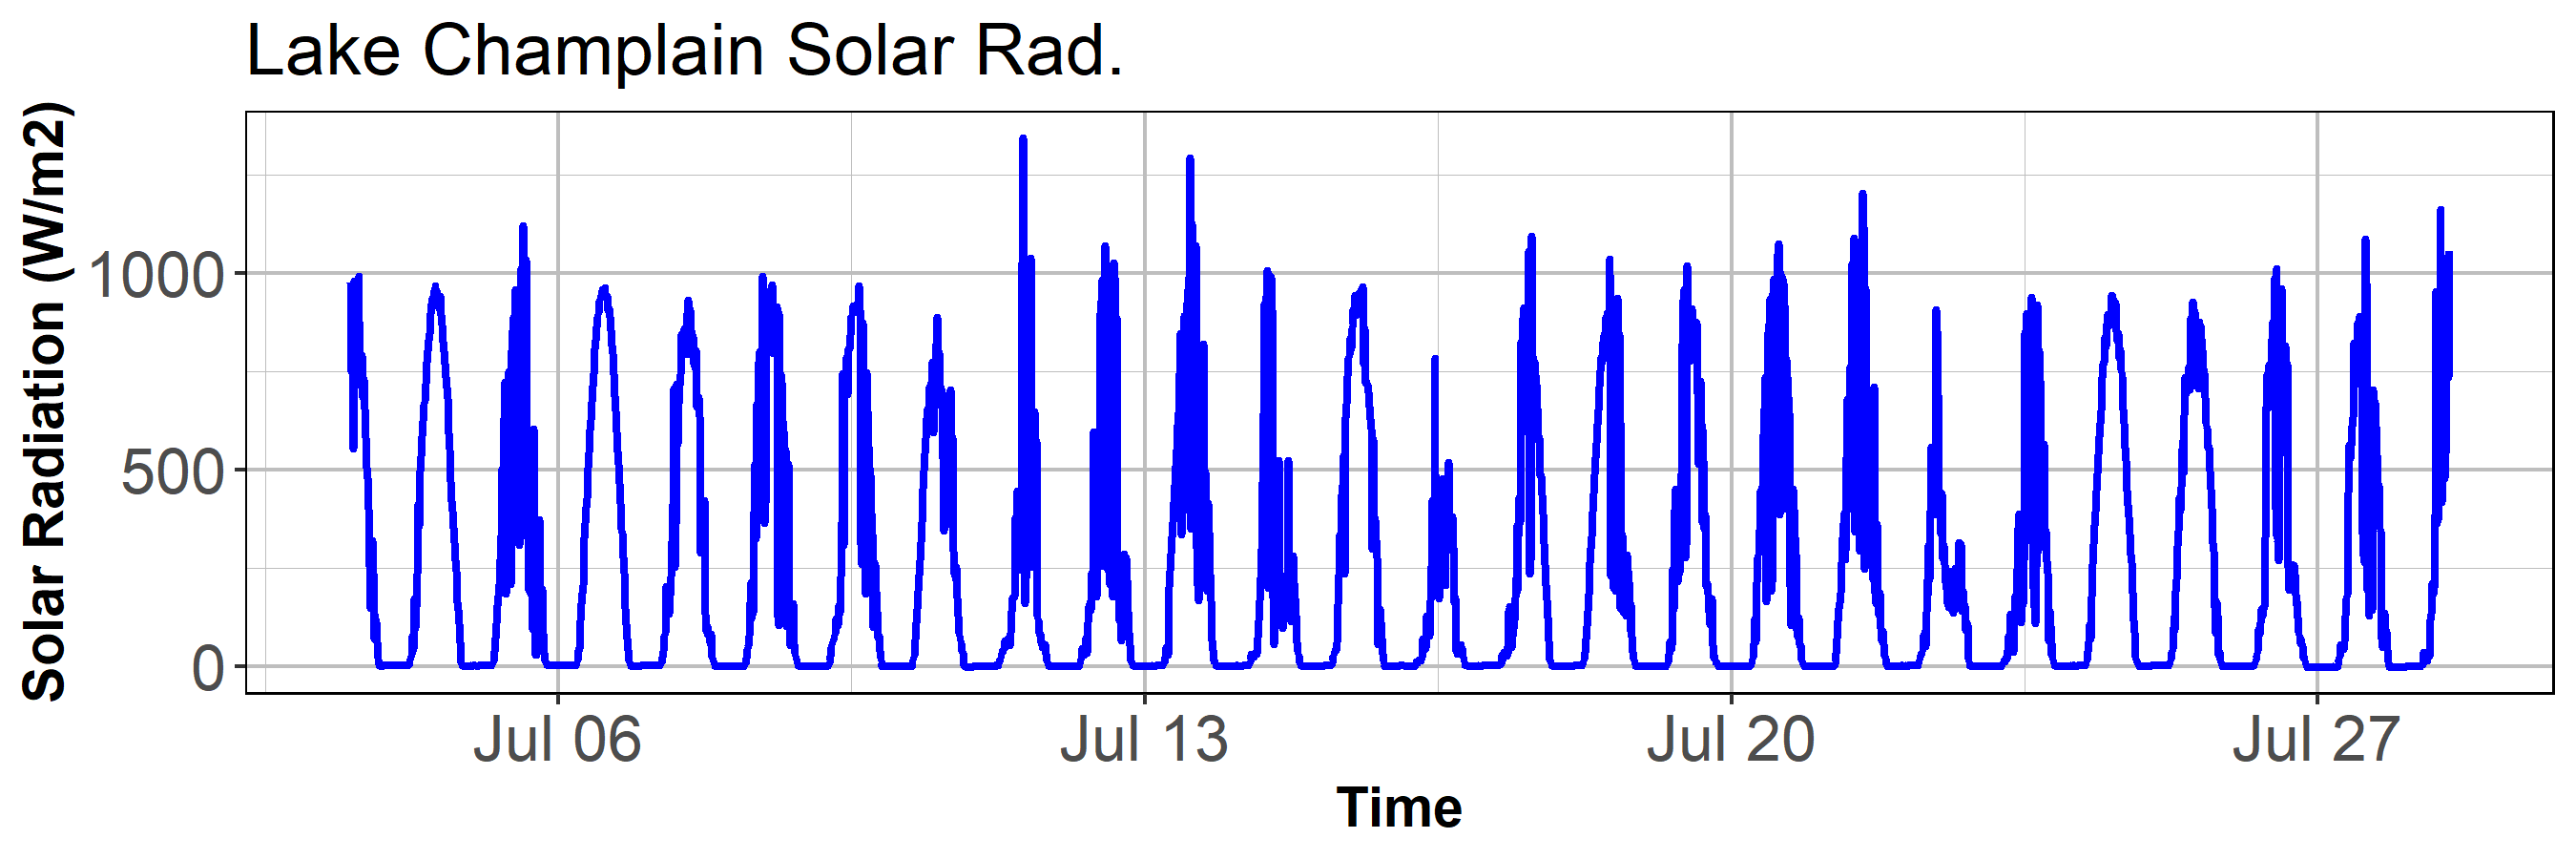 Lake Champlain Solar Rad.
Solar Radiation (W/m2)
1000
500
0
Jul 06 Jul 13 Jul 20 Jul 27
Time